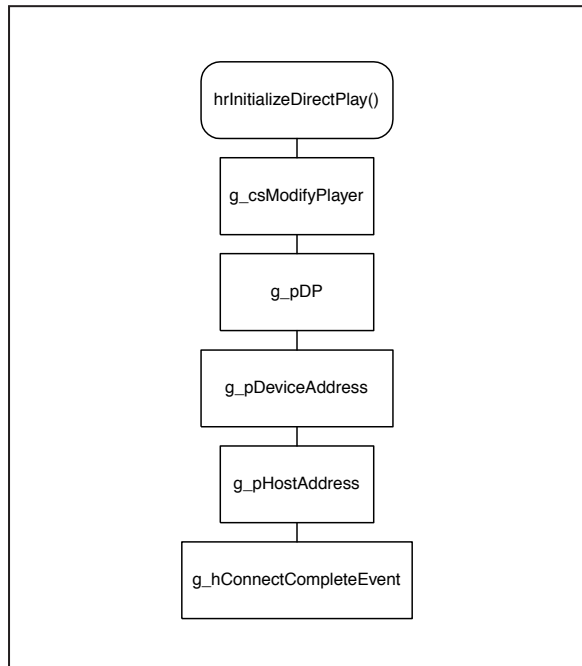 hrInitializeDirectPlay()
g_csModifyPlayer
g_pDP
g_pDeviceAddress
g_pHostAddress
g_hConnectCompleteEvent